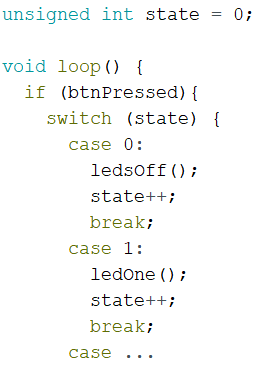 unsigned int state = 0;

void loop() {
  if (btnPressed){
    switch (state) {
      case 0:
        ledsOff();
        state++;
        break;
      case 1:
        ledOne();
        state++;
        break;
      case ...